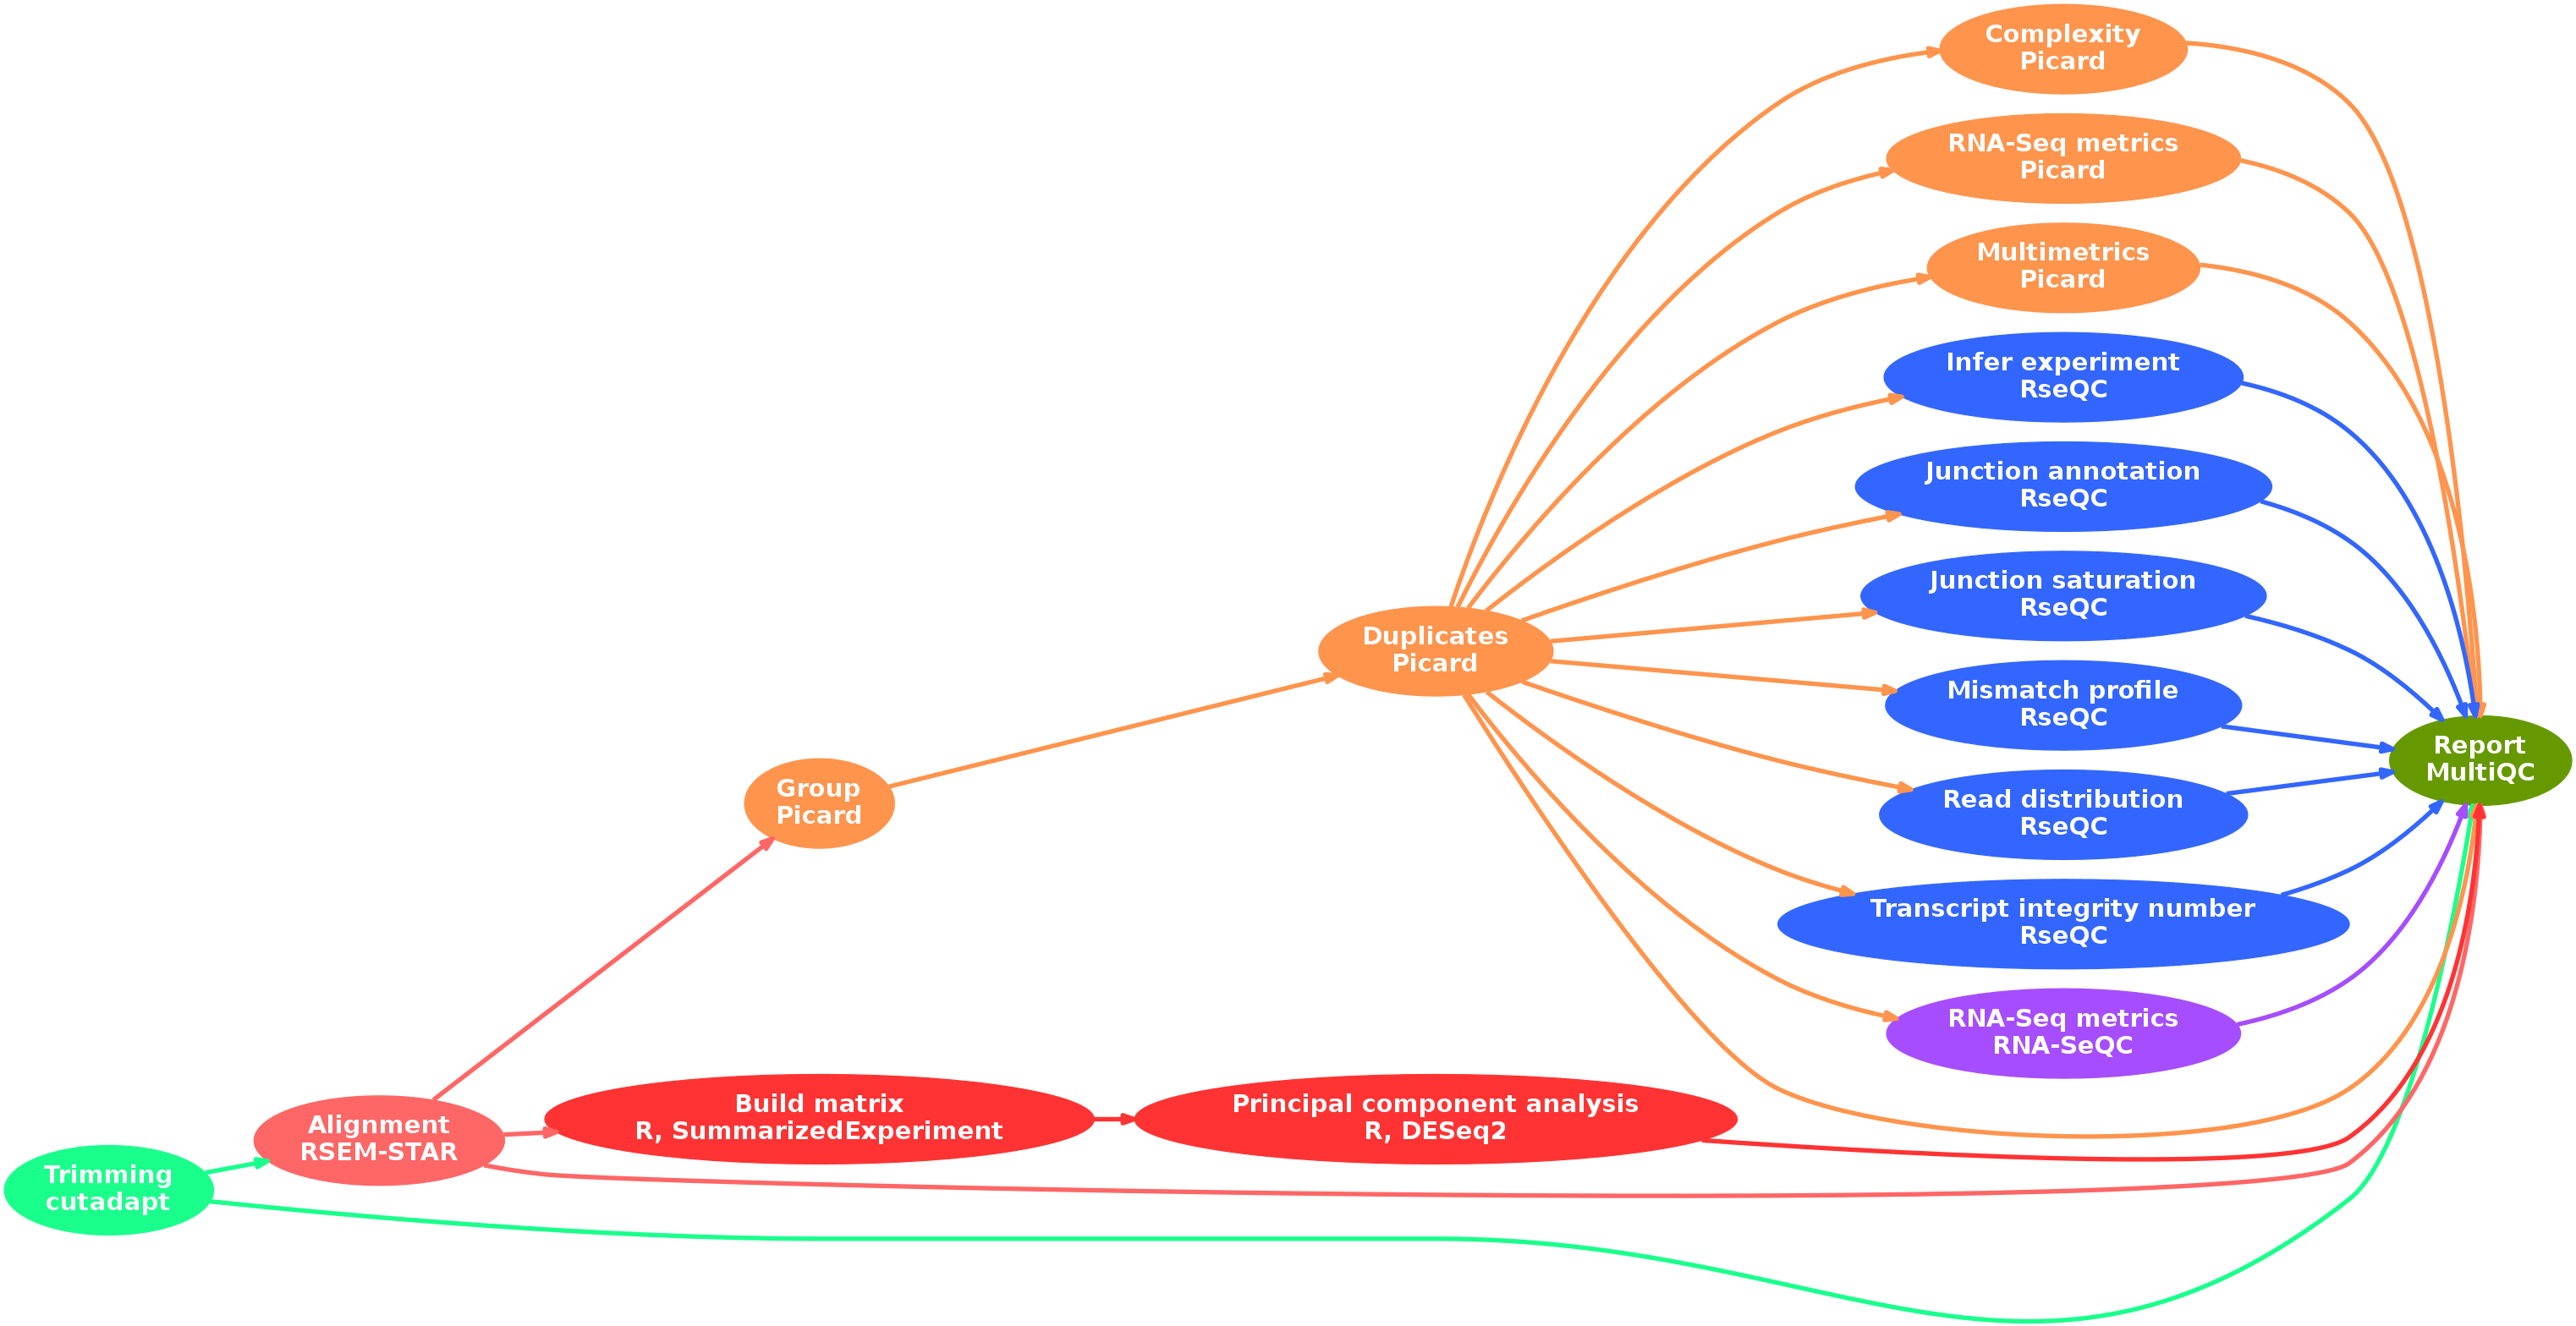 Complexity
Picard
RNA-Seq metrics
Picard
Multimetrics
Picard
Infer experiment
RseQC
Junction annotation
RseQC
Junction saturation
RseQC
Duplicates
Picard
Mismatch profile
RseQC
Report
MultiQC
Group
Picard
Read distribution
RseQC
Transcript integrity number
RseQC
RNA-Seq metrics
RNA-SeQC
Build matrix
R, SummarizedExperiment
Principal component analysis
R, DESeq2
Alignment
RSEM-STAR
Trimming
cutadapt